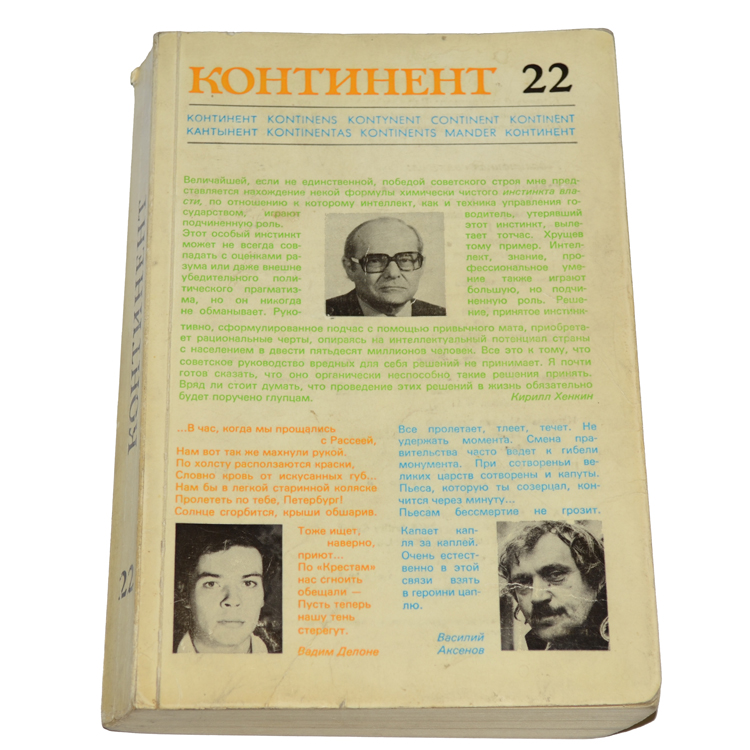 КОНТИНЕНТ 22
КОНТИНЕНТ KONTINENS KONTYNENT CONTINENT KONTINENT
КАНТЫНЕНТ KONTINENTAS KONTINENTS MANDER КОНТИНЕНТ
Величайшей, если не единственной, победой советского строя мне пред-
ставляется нахождение некой формулы химически чистого инстинкта вла-
сти, по отношению к которому интеллект, как и техника управления го-
сударством, играют
подчиненную роль.
Этот особый инстинкт
может не всегда сов-
падать с оценками ра-
зума или даже внешне
убедительного поли-
тического прагматиз-
ма, но он никогда
не обманывает. Руко-
водитель, утерявший
этот инстинкт, выле-
тает тотчас. Хрущев
тому пример. Интел-
лект, знание, про-
фессиональное уме-
ние также играют
большую, но подчи-
ненную роль. Реше-
ние, принятое инстинк-
тивно, сформулированное подчас с помощью привычного мата, приобрета-
ет рациональные черты, опираясь на интеллектуальный потенциал страны
с населением в двести пятьдесят миллионов человек. Все это к тому, что
советское руководство вредных для себя решений не принимает. Я почти
готов сказать, что оно органически неспособно такие решения принять.
Вряд ли стоит думать, что проведение этих решений в жизнь обязательно
будет поручено глупцам.
Кирилл Хенкин
...В час, когда мы прощались
с Рассеей,
Нам вот так же махнули рукой.
По холсту расползаются краски,
Словно кровь от искусанных губ...
Нам бы в легкой старинной коляске
Пролететь по тебе, Петербург!
Солнце сгорбится, крыши обшарив.
Тоже ищет,
наверно,
приют...
По «Крестам»
нас сгноить
обещали —
Пусть теперь
нашу тень
стерегут.
Вадим Делоне
Все пролетает, тлеет, течет. Не
удержать момента. Смена пра-
вительства часто ведет к гибели
монумента. При сотвореньи ве-
ликих царств сотворены и капуты.
Пьеса, которую ты созерцал, кон-
чится через минуту...
Пьесам бессмертие не грозит.
Капает кап-
ля за каплей.
Очень естест-
венно в этой
связи взять
в героини цап-
лю.
Василий
Аксенов
КОНТИНЕНТ
22